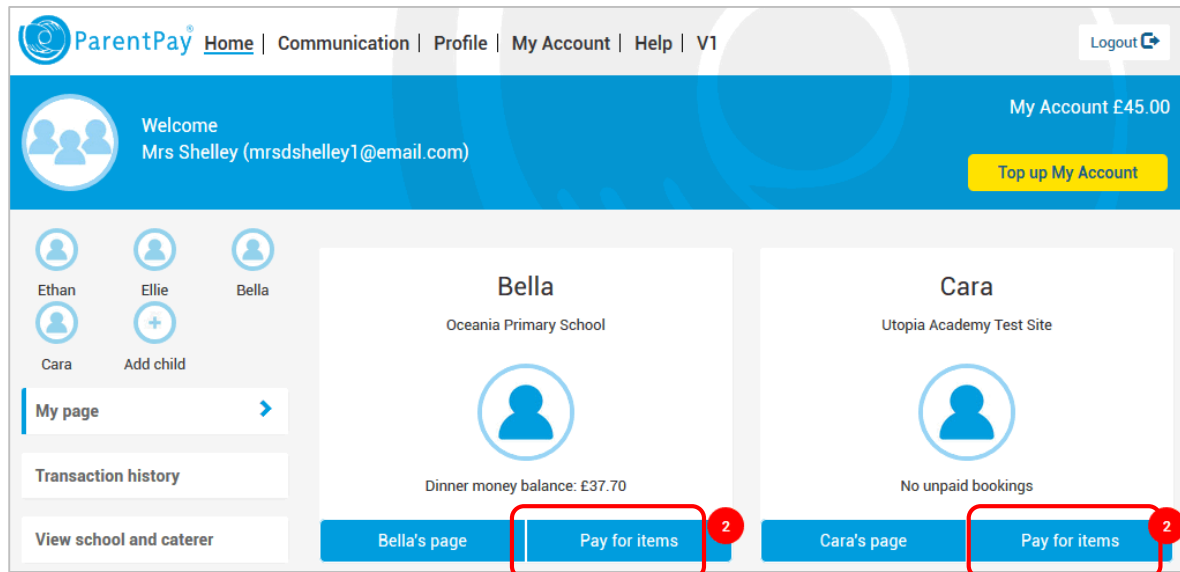 ParentPay® Home | Communication | Profile | My Account | Help | V1 Logout
My Account £45.00
Welcome
Mrs Shelley (mrsdshelley1@email.com)
Top up My Account
Ethan Ellie Bella
Cara Add child
My page
Transaction history
View school and caterer
Bella
Oceania Primary School
Dinner money balance: £37.70
Bella's page Pay for items 2
Cara
Utopia Academy Test Site
No unpaid bookings
Cara's page Pay for items 2